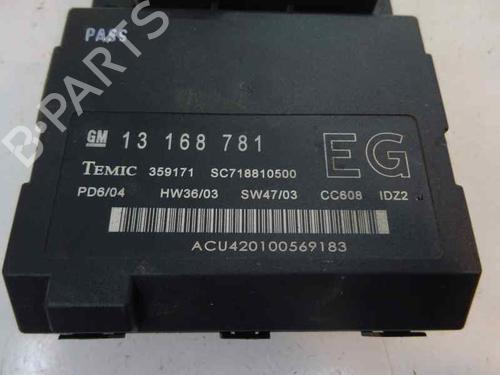 PASS
GM 13 168 781 EG
TEMIC 359171 SC718810500
PD6/04 HW36/03 SW47/03 CC608 IDZ2
ACU420100569183
B-PARTS